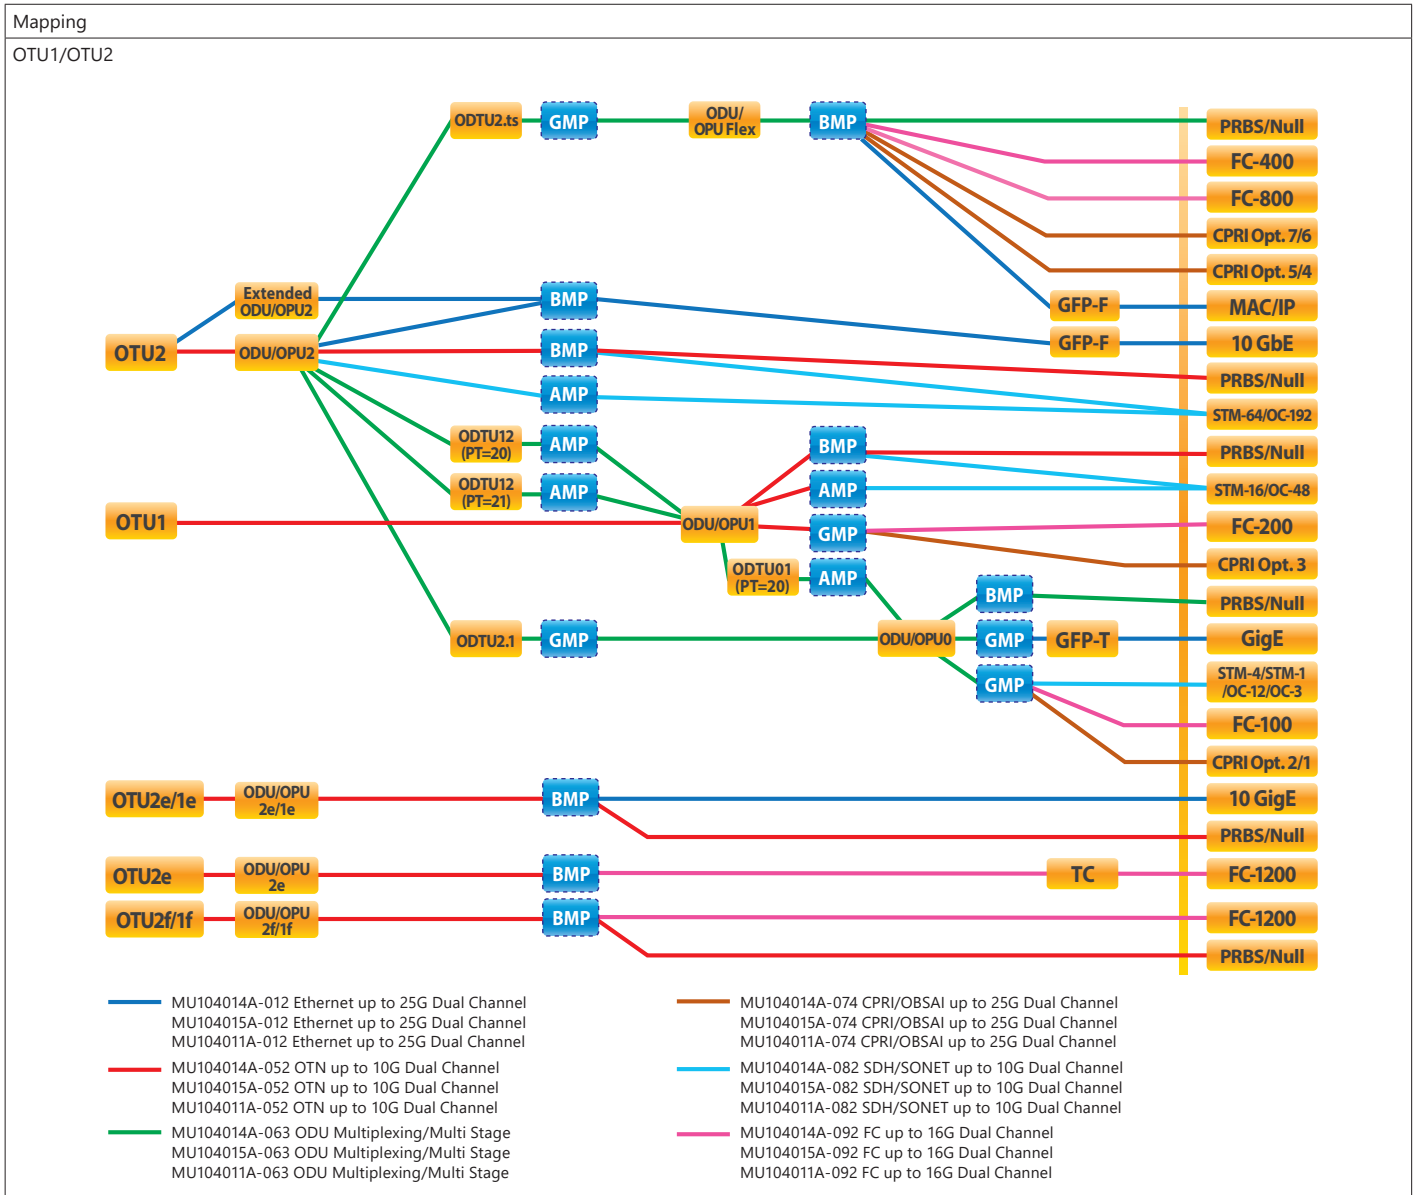 Mapping
OTU1/OTU2
ODTU2.ts
GMP
ODU/
OPU Flex
BMP
PRBS/Null
FC-400
FC-800
CPRI Opt. 7/6
CPRI Opt. 5/4
GFP-F
MAC/IP
Extended
ODU/OPU2
BMP
GFP-F
10 GbE
OTU2
ODU/OPU2
BMP
PRBS/Null
AMP
STM-64/OC-192
ODTU12
(PT=20)
AMP
BMP
PRBS/Null
ODTU12
(PT=21)
AMP
AMP
STM-16/OC-48
OTU1
ODU/OPU1
GMP
FC-200
CPRI Opt. 3
ODTU01
(PT=20)
AMP
BMP
PRBS/Null
ODTU2.1
GMP
ODU/OPU0
GMP
GFP-T
GigE
GMP
STM-4/STM-1
/OC-12/OC-3
FC-100
CPRI Opt. 2/1
OTU2e/1e
ODU/OPU
2e/1e
BMP
10 GigE
PRBS/Null
OTU2e
ODU/OPU
2e
BMP
TC
FC-1200
OTU2f/1f
ODU/OPU
2f/1f
BMP
FC-1200
PRBS/Null
MU104014A-012 Ethernet up to 25G Dual Channel
MU104015A-012 Ethernet up to 25G Dual Channel
MU104011A-012 Ethernet up to 25G Dual Channel
MU104014A-052 OTN up to 10G Dual Channel
MU104015A-052 OTN up to 10G Dual Channel
MU104011A-052 OTN up to 10G Dual Channel
MU104014A-063 ODU Multiplexing/Multi Stage
MU104015A-063 ODU Multiplexing/Multi Stage
MU104011A-063 ODU Multiplexing/Multi Stage
MU104014A-074 CPRI/OBSAI up to 25G Dual Channel
MU104015A-074 CPRI/OBSAI up to 25G Dual Channel
MU104011A-074 CPRI/OBSAI up to 25G Dual Channel
MU104014A-082 SDH/SONET up to 10G Dual Channel
MU104015A-082 SDH/SONET up to 10G Dual Channel
MU104011A-082 SDH/SONET up to 10G Dual Channel
MU104014A-092 FC up to 16G Dual Channel
MU104015A-092 FC up to 16G Dual Channel
MU104011A-092 FC up to 16G Dual Channel